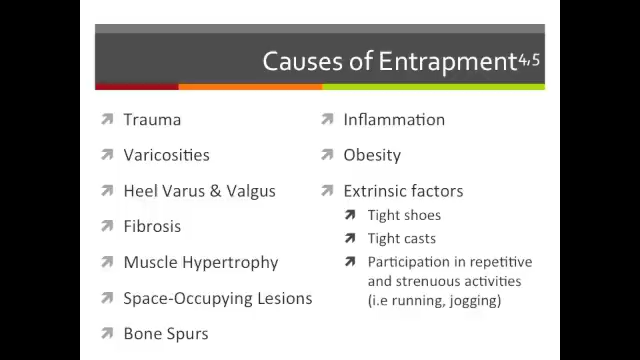 Causes of Entrapment4,5
Trauma
Varicosities
Heel Varus & Valgus
Fibrosis
Muscle Hypertrophy
Space-Occupying Lesions
Bone Spurs
Inflammation
Obesity
Extrinsic factors
Tight shoes
Tight casts
Participation in repetitive
and strenuous activities
(i.e running, jogging)